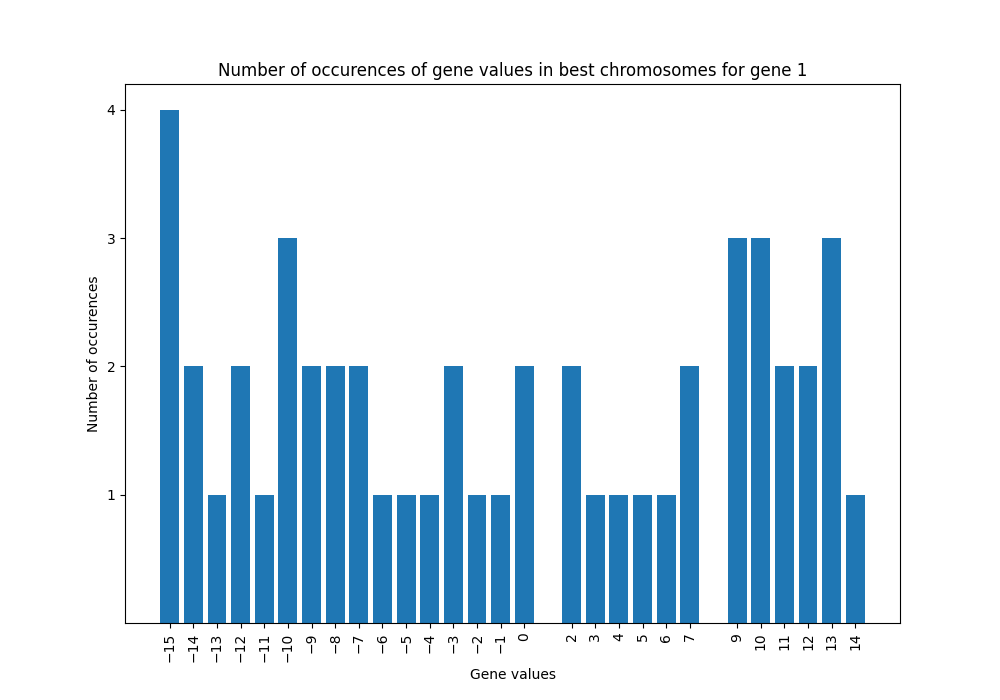 Number of occurences of gene values in best chromosomes for gene 1
Number of occurences
4
3
2
1
−15 −14 −13 −12 −11 −10 −9 −8 −7 −6 −5 −4 −3 −2 −1 0 2 3 4 5 6 7 9 10 11 12 13 14
Gene values